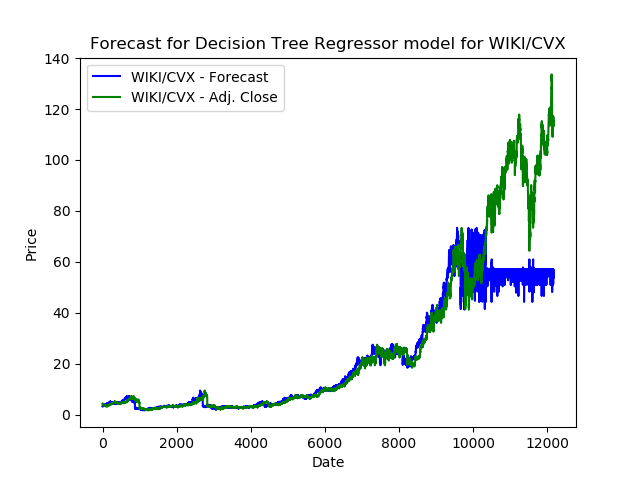 Forecast for Decision Tree Regressor model for WIKI/CVX
WIKI/CVX - Forecast
WIKI/CVX - Adj. Close
140
120
100
80
60
40
20
0
Price
0 2000 4000 6000 8000 10000 12000
Date